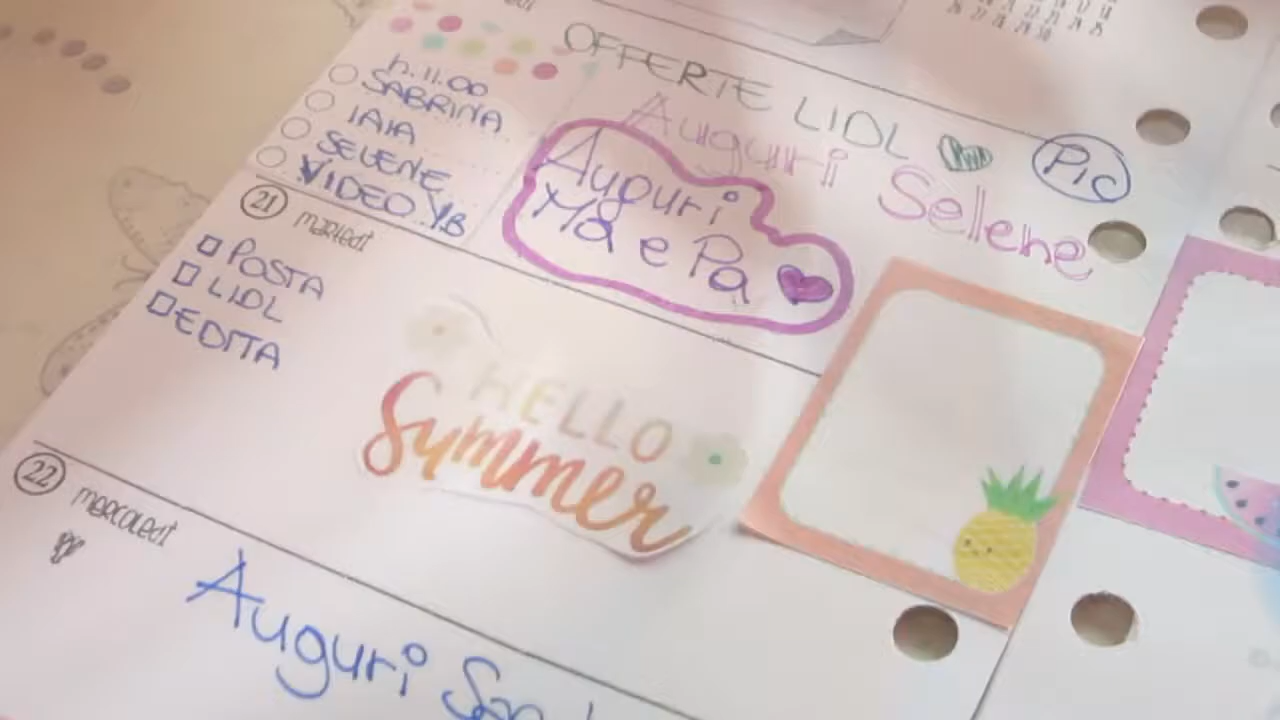 OFFERTE LIDL
Pic
h. 11.00
SABRINA
IAIA
SELENE
VIDEO Y.B
Auguri Selene
Auguri
Ma e Pa
21 martedì
POSTA
LIDL
EDITA
HELLO
Summer
22 mercoledì
Auguri